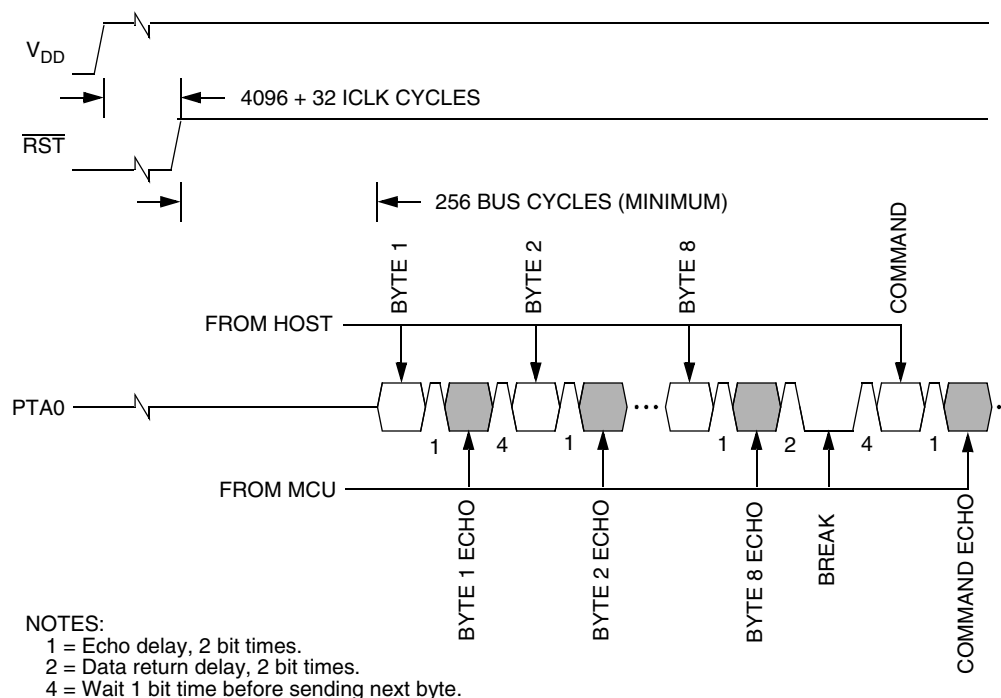 VDD
4096 + 32 ICLK CYCLES
RST
256 BUS CYCLES (MINIMUM)
BYTE 1
BYTE 2
BYTE 8
COMMAND
FROM HOST
PTA0
...
1
4
1
1
2
4
1
FROM MCU
BYTE 1 ECHO
BYTE 2 ECHO
BYTE 8 ECHO
BREAK
COMMAND ECHO
NOTES:
1 = Echo delay, 2 bit times.
2 = Data return delay, 2 bit times.
4 = Wait 1 bit time before sending next byte.